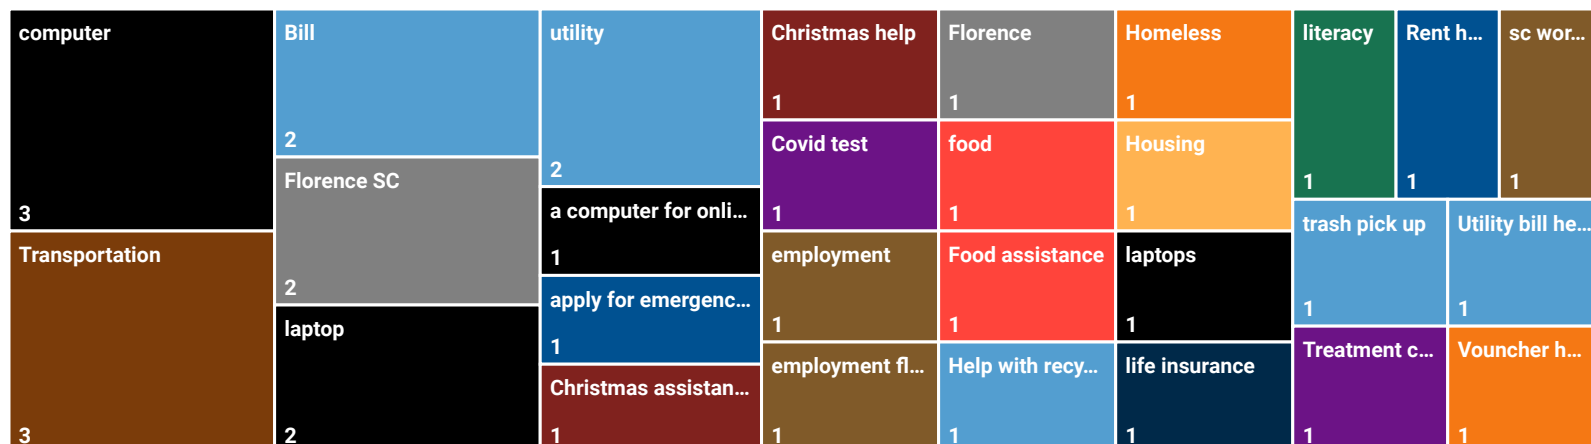 computer
3
Transportation
3
Bill
2
Florence SC
2
laptop
2
utility
2
a computer for onli...
1
apply for emergenc...
1
Christmas assistan...
1
Christmas help
1
Covid test
1
employment
1
employment fl...
1
Florence
1
food
1
Food assistance
1
Help with recy...
1
Homeless
1
Housing
1
laptops
1
life insurance
1
literacy
1
Rent h...
1
sc wor...
1
trash pick up
1
Utility bill he...
1
Treatment c...
1
Vouncher h...
1